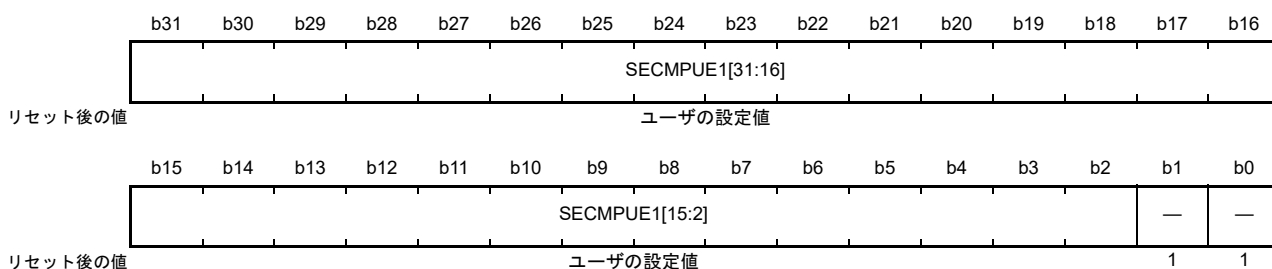 b31 b30 b29 b28 b27 b26 b25 b24 b23 b22 b21 b20 b19 b18 b17 b16
SECMPUE1[31:16]
リセット後の値 ユーザの設定値
b15 b14 b13 b12 b11 b10 b9 b8 b7 b6 b5 b4 b3 b2 b1 b0
SECMPUE1[15:2] — —
リセット後の値 ユーザの設定値 1 1